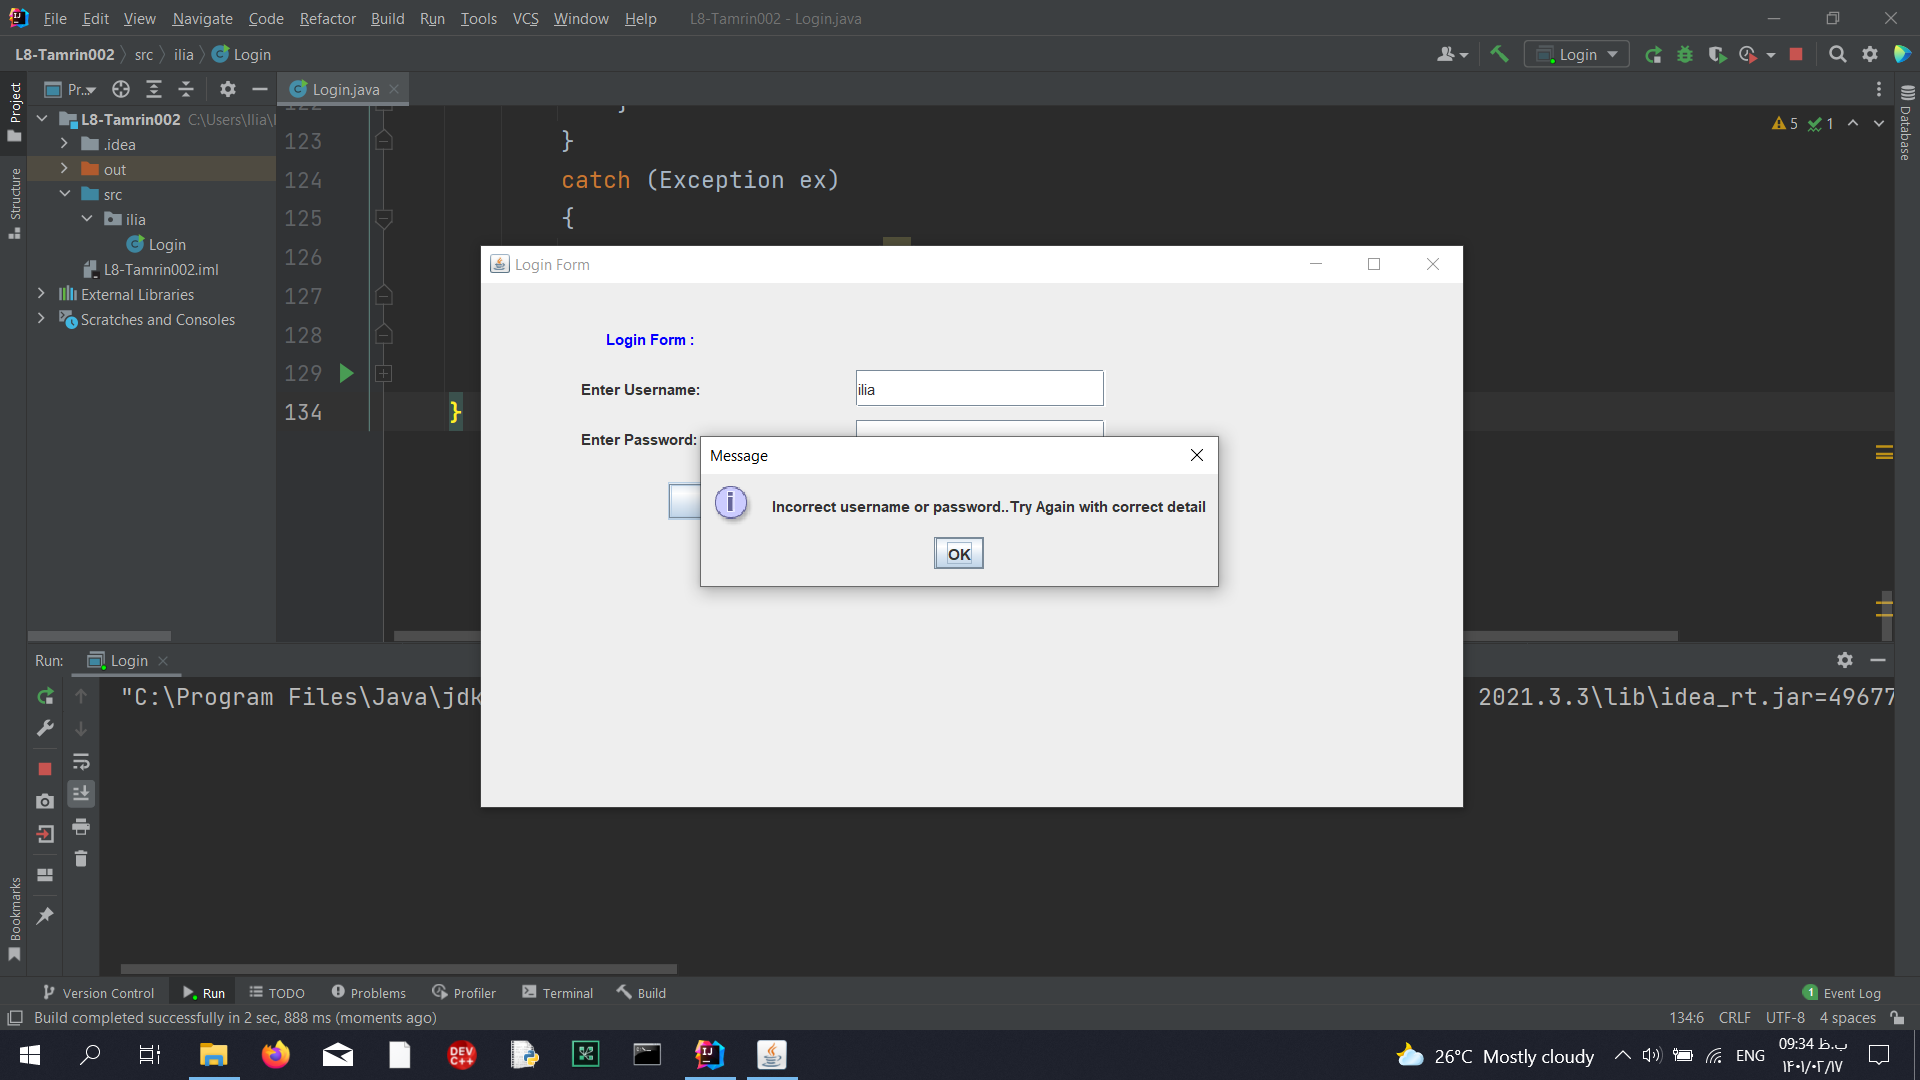 File Edit View Navigate Code Refactor Build Run Tools VCS Window Help L8-Tamrin002 - Login.java
L8-Tamrin002 src ilia Login
Login
Pr...
Login.java
Project
Structure
Bookmarks
Database
L8-Tamrin002 C:\Users\Ilia\
.idea
out
src
ilia
Login
L8-Tamrin002.iml
External Libraries
Scratches and Consoles
5 1
122 }
123 }
124 catch (Exception ex)
125 {
126
127
128
129
134 }
Login Form
Login Form :
Enter Username: ilia
Enter Password:
Message
Incorrect username or password..Try Again with correct detail
OK
Run: Login
"C:\Program Files\Java\jdk 2021.3.3\lib\idea_rt.jar=49677
Version Control Run TODO Problems Profiler Terminal Build 1 Event Log
Build completed successfully in 2 sec, 888 ms (moments ago) 134:6 CRLF UTF-8 4 spaces
DEV C++
IJ
26°C Mostly cloudy ENG
09:34 ب.ظ
۱۴۰۱/۰۲/۱۷